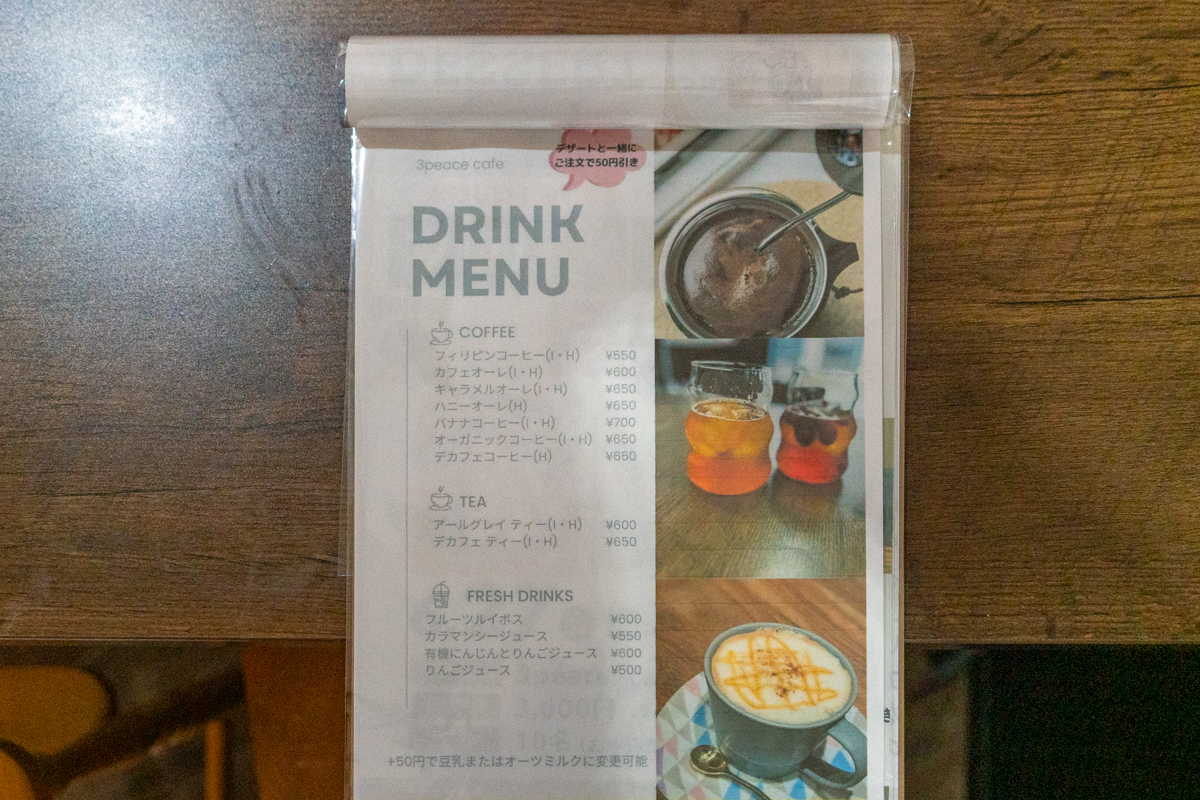 デザートと一緒に
ご注文で50円引き
3peace cafe
DRINK
MENU
COFFEE
フィリピンコーヒー(I・H) ¥550
カフェオーレ(I・H) ¥600
キャラメルオーレ(I・H) ¥650
ハニーオーレ(H) ¥650
バナナコーヒー(I・H) ¥700
オーガニックコーヒー(I・H) ¥650
デカフェコーヒー(H) ¥650
TEA
アールグレイ ティー(I・H) ¥600
デカフェ ティー(I・H) ¥650
FRESH DRINKS
フルーツルイボス ¥600
カラマンシージュース ¥550
有機にんじんとりんごジュース ¥600
りんごジュース ¥500
+50円で豆乳またはオーツミルクに変更可能